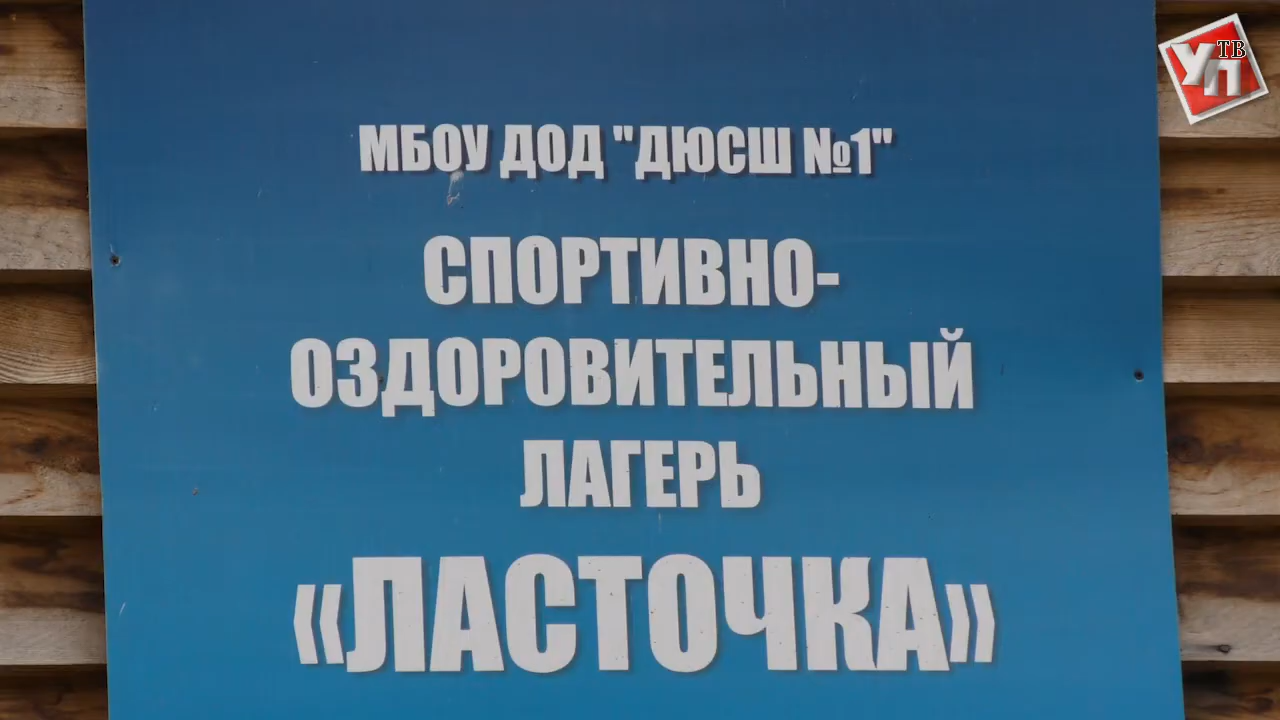 МБОУ ДОД "ДЮСШ №1"
СПОРТИВНО-
ОЗДОРОВИТЕЛЬНЫЙ
ЛАГЕРЬ
«ЛАСТОЧКА»
УП ТВ